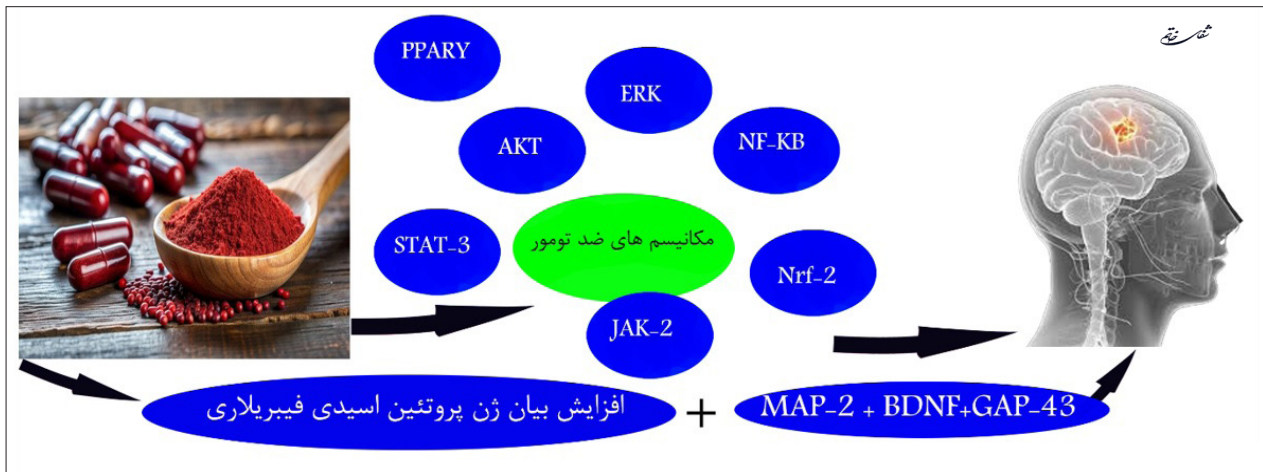 شفای خاتم
PPARY
ERK
AKT
NF-KB
مکانیسم های ضد تومور
STAT-3
Nrf-2
JAK-2
افزایش بیان ژن پروتئین اسیدی فیبریلاری
+
MAP-2 + BDNF+GAP-43